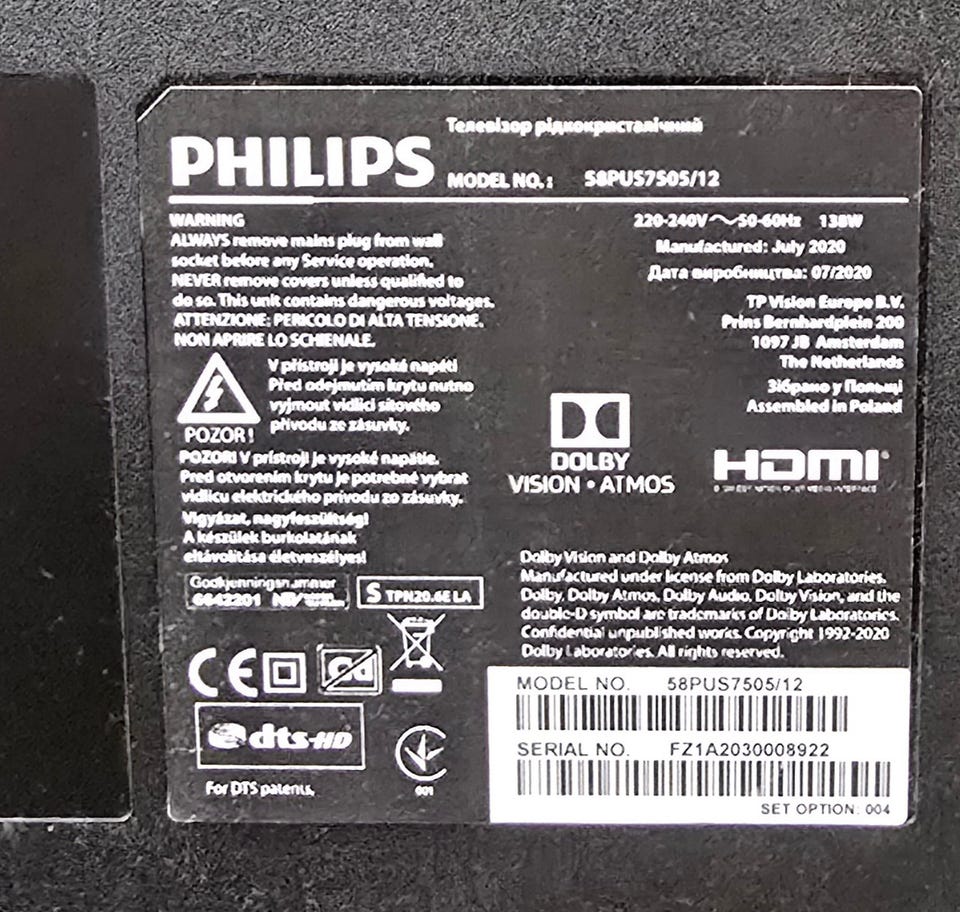 Телевізор рідкокристалічний
PHILIPS MODEL NO.: 58PUS7505/12
WARNING
ALWAYS remove mains plug from wall
socket before any Service operation.
NEVER remove covers unless qualified to
do so. This unit contains dangerous voltages.
ATTENZIONE: PERICOLO DI ALTA TENSIONE.
NON APRIRE LO SCHIENALE.
V přístroji je vysoké napětí
Před odejmutím krytu nutno
vyjmout vidlici síťového
přívodu ze zásuvky.
POZOR!
POZOR! V prístroji je vysoké napätie.
Pred otvorením krytu je potrebné vybrat
vidlicu elektrického prívodu zo zásuvky.
Vigyázat, nagyfeszültség!
A készülék burkolatának
eltávolítása életveszélyes!
Godkjenningsnummer
6642201
S TPN20.6E LA
CE
Cd
dts-HD
For DTS patents,
001
220-240V~50-60Hz 138W
Manufactured: July 2020
Дата виробництва: 07/2020
TP Vision Europe B.V.
Prins Bernhardplein 200
1097 JB Amsterdam
The Netherlands
Зібрано у Польщі
Assembled in Poland
DOLBY
VISION·ATMOS
HDMI
Dolby Vision and Dolby Atmos
Manufactured under license from Dolby Laboratories.
Dolby, Dolby Atmos, Dolby Audio, Dolby Vision, and the
double-D symbol are trademarks of Dolby Laboratories.
Confidential unpublished works. Copyright 1992-2020
Dolby Laboratories. All rights reserved.
MODEL NO. 58PUS7505/12
SERIAL NO. FZ1A2030008922
SET OPTION: 004